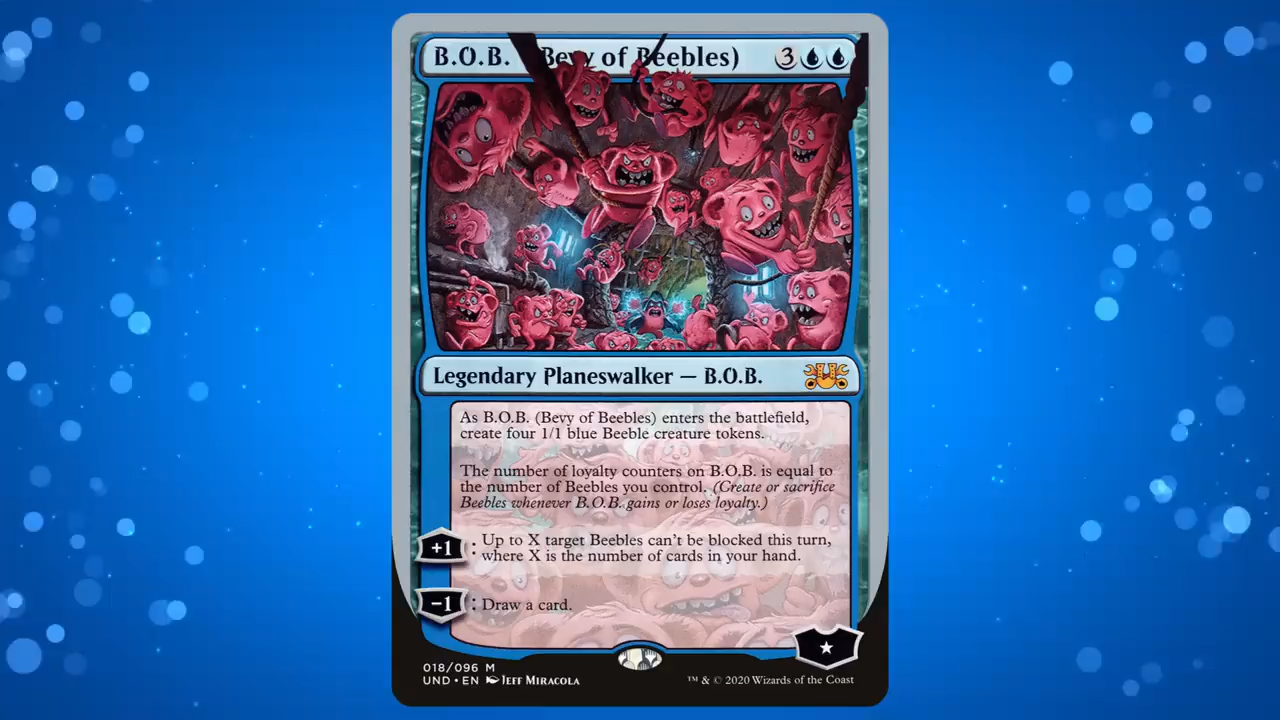 B.O.B. (Bevy of Beebles) 3
Legendary Planeswalker — B.O.B.
As B.O.B. (Bevy of Beebles) enters the battlefield,
create four 1/1 blue Beeble creature tokens.
The number of loyalty counters on B.O.B. is equal to
the number of Beebles you control. (Create or sacrifice
Beebles whenever B.O.B. gains or loses loyalty.)
+1 : Up to X target Beebles can't be blocked this turn,
where X is the number of cards in your hand.
−1 : Draw a card.
018/096 M
UND • EN Jeff Miracola
™ & © 2020 Wizards of the Coast